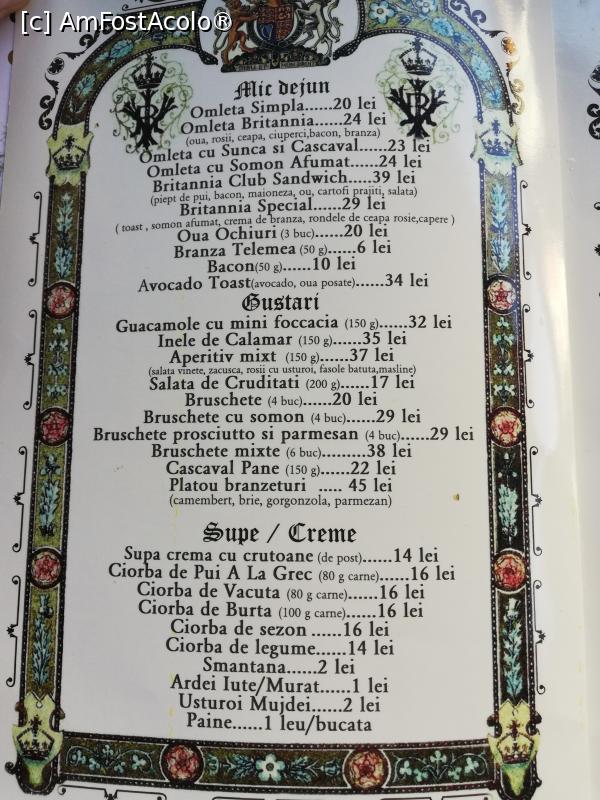 [c] AmFostAcolo®
Mic dejun
Omleta Simpla......20 lei
Omleta Britannia......24 lei
(oua, rosii, ceapa, ciuperci,bacon, branza)
Omleta cu Sunca si Cascaval......23 lei
Omleta cu Somon Afumat......24 lei
Britannia Club Sandwich.....39 lei
(piept de pui, bacon, maioneza, ou, cartofi prajiti, salata)
Britannia Special......29 lei
( toast , somon afumat, crema de branza, rondele de ceapa rosie,capere )
Oua Ochiuri (3 buc)......20 lei
Branza Telemea (50 g)......6 lei
Bacon(50 g)......10 lei
Avocado Toast(avocado, oua posate)......34 lei
Gustari
Guacamole cu mini foccacia (150 g)......32 lei
Inele de Calamar (150 g)......35 lei
Aperitiv mixt (150 g)......37 lei
(salata vinete, zacusca, rosii cu usturoi, fasole batuta,masline)
Salata de Cruditati (200 g)......17 lei
Bruschete (4 buc)......20 lei
Bruschete cu somon (4 buc)......29 lei
Bruschete prosciutto si parmesan (4 buc)......29 lei
Bruschete mixte (6 buc).........38 lei
Cascaval Pane (150 g)......22 lei
Platou branzeturi ..... 45 lei
(camembert, brie, gorgonzola, parmezan)
Supe / Creme
Supa crema cu crutoane (de post)......14 lei
Ciorba de Pui A La Grec (80 g carne)......16 lei
Ciorba de Vacuta (80 g carne)......16 lei
Ciorba de Burta (100 g carne)......16 lei
Ciorba de sezon ......16 lei
Ciorba de legume......14 lei
Smantana......2 lei
Ardei Iute/Murat......1 lei
Usturoi Mujdei......2 lei
Paine......1 leu/bucata